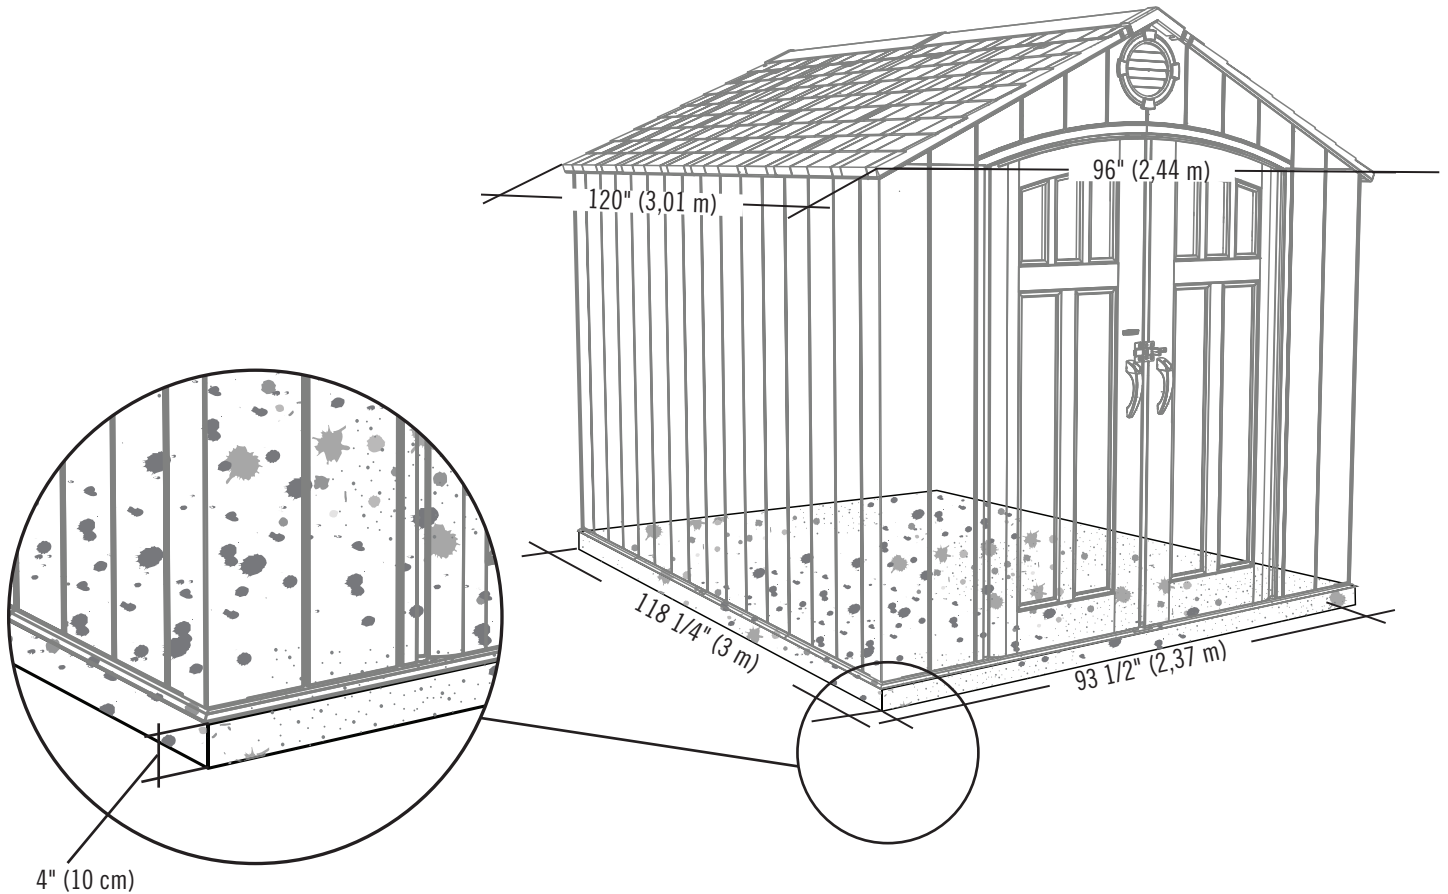 96" (2,44 m)
120" (3,01 m)
118 1/4" (3 m)
93 1/2" (2,37 m)
4" (10 cm)